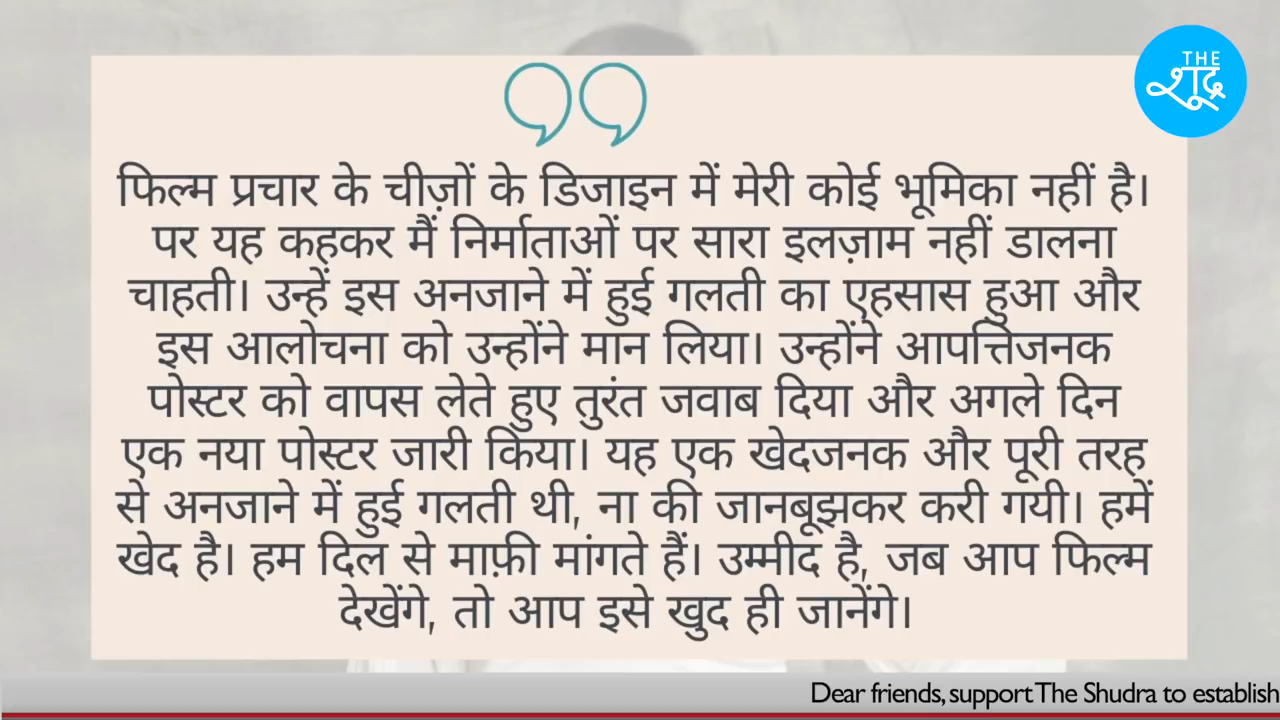 THE
शूद्र
फिल्म प्रचार के चीज़ों के डिजाइन में मेरी कोई भूमिका नहीं है।
पर यह कहकर मैं निर्माताओं पर सारा इलज़ाम नहीं डालना
चाहती। उन्हें इस अनजाने में हुई गलती का एहसास हुआ और
इस आलोचना को उन्होंने मान लिया। उन्होंने आपत्तिजनक
पोस्टर को वापस लेते हुए तुरंत जवाब दिया और अगले दिन
एक नया पोस्टर जारी किया। यह एक खेदजनक और पूरी तरह
से अनजाने में हुई गलती थी, ना की जानबूझकर करी गयी। हमें
खेद है। हम दिल से माफ़ी मांगते हैं। उम्मीद है, जब आप फिल्म
देखेंगे, तो आप इसे खुद ही जानेंगे।
Dear friends, support The Shudra to establish